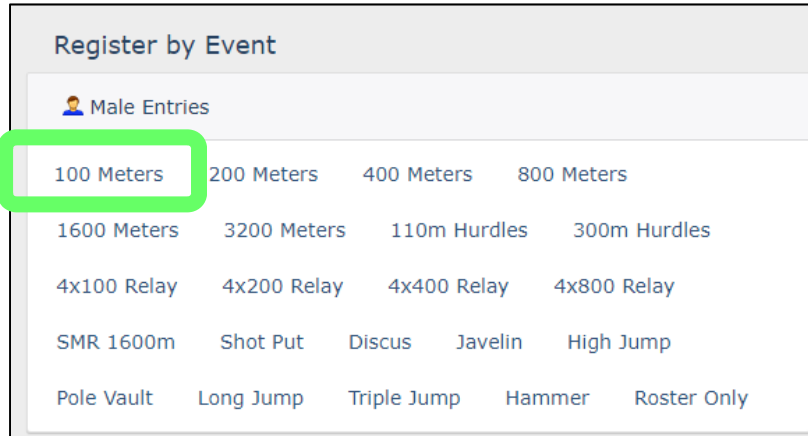 Register by Event
Male Entries
100 Meters 200 Meters 400 Meters 800 Meters
1600 Meters 3200 Meters 110m Hurdles 300m Hurdles
4x100 Relay 4x200 Relay 4x400 Relay 4x800 Relay
SMR 1600m Shot Put Discus Javelin High Jump
Pole Vault Long Jump Triple Jump Hammer Roster Only